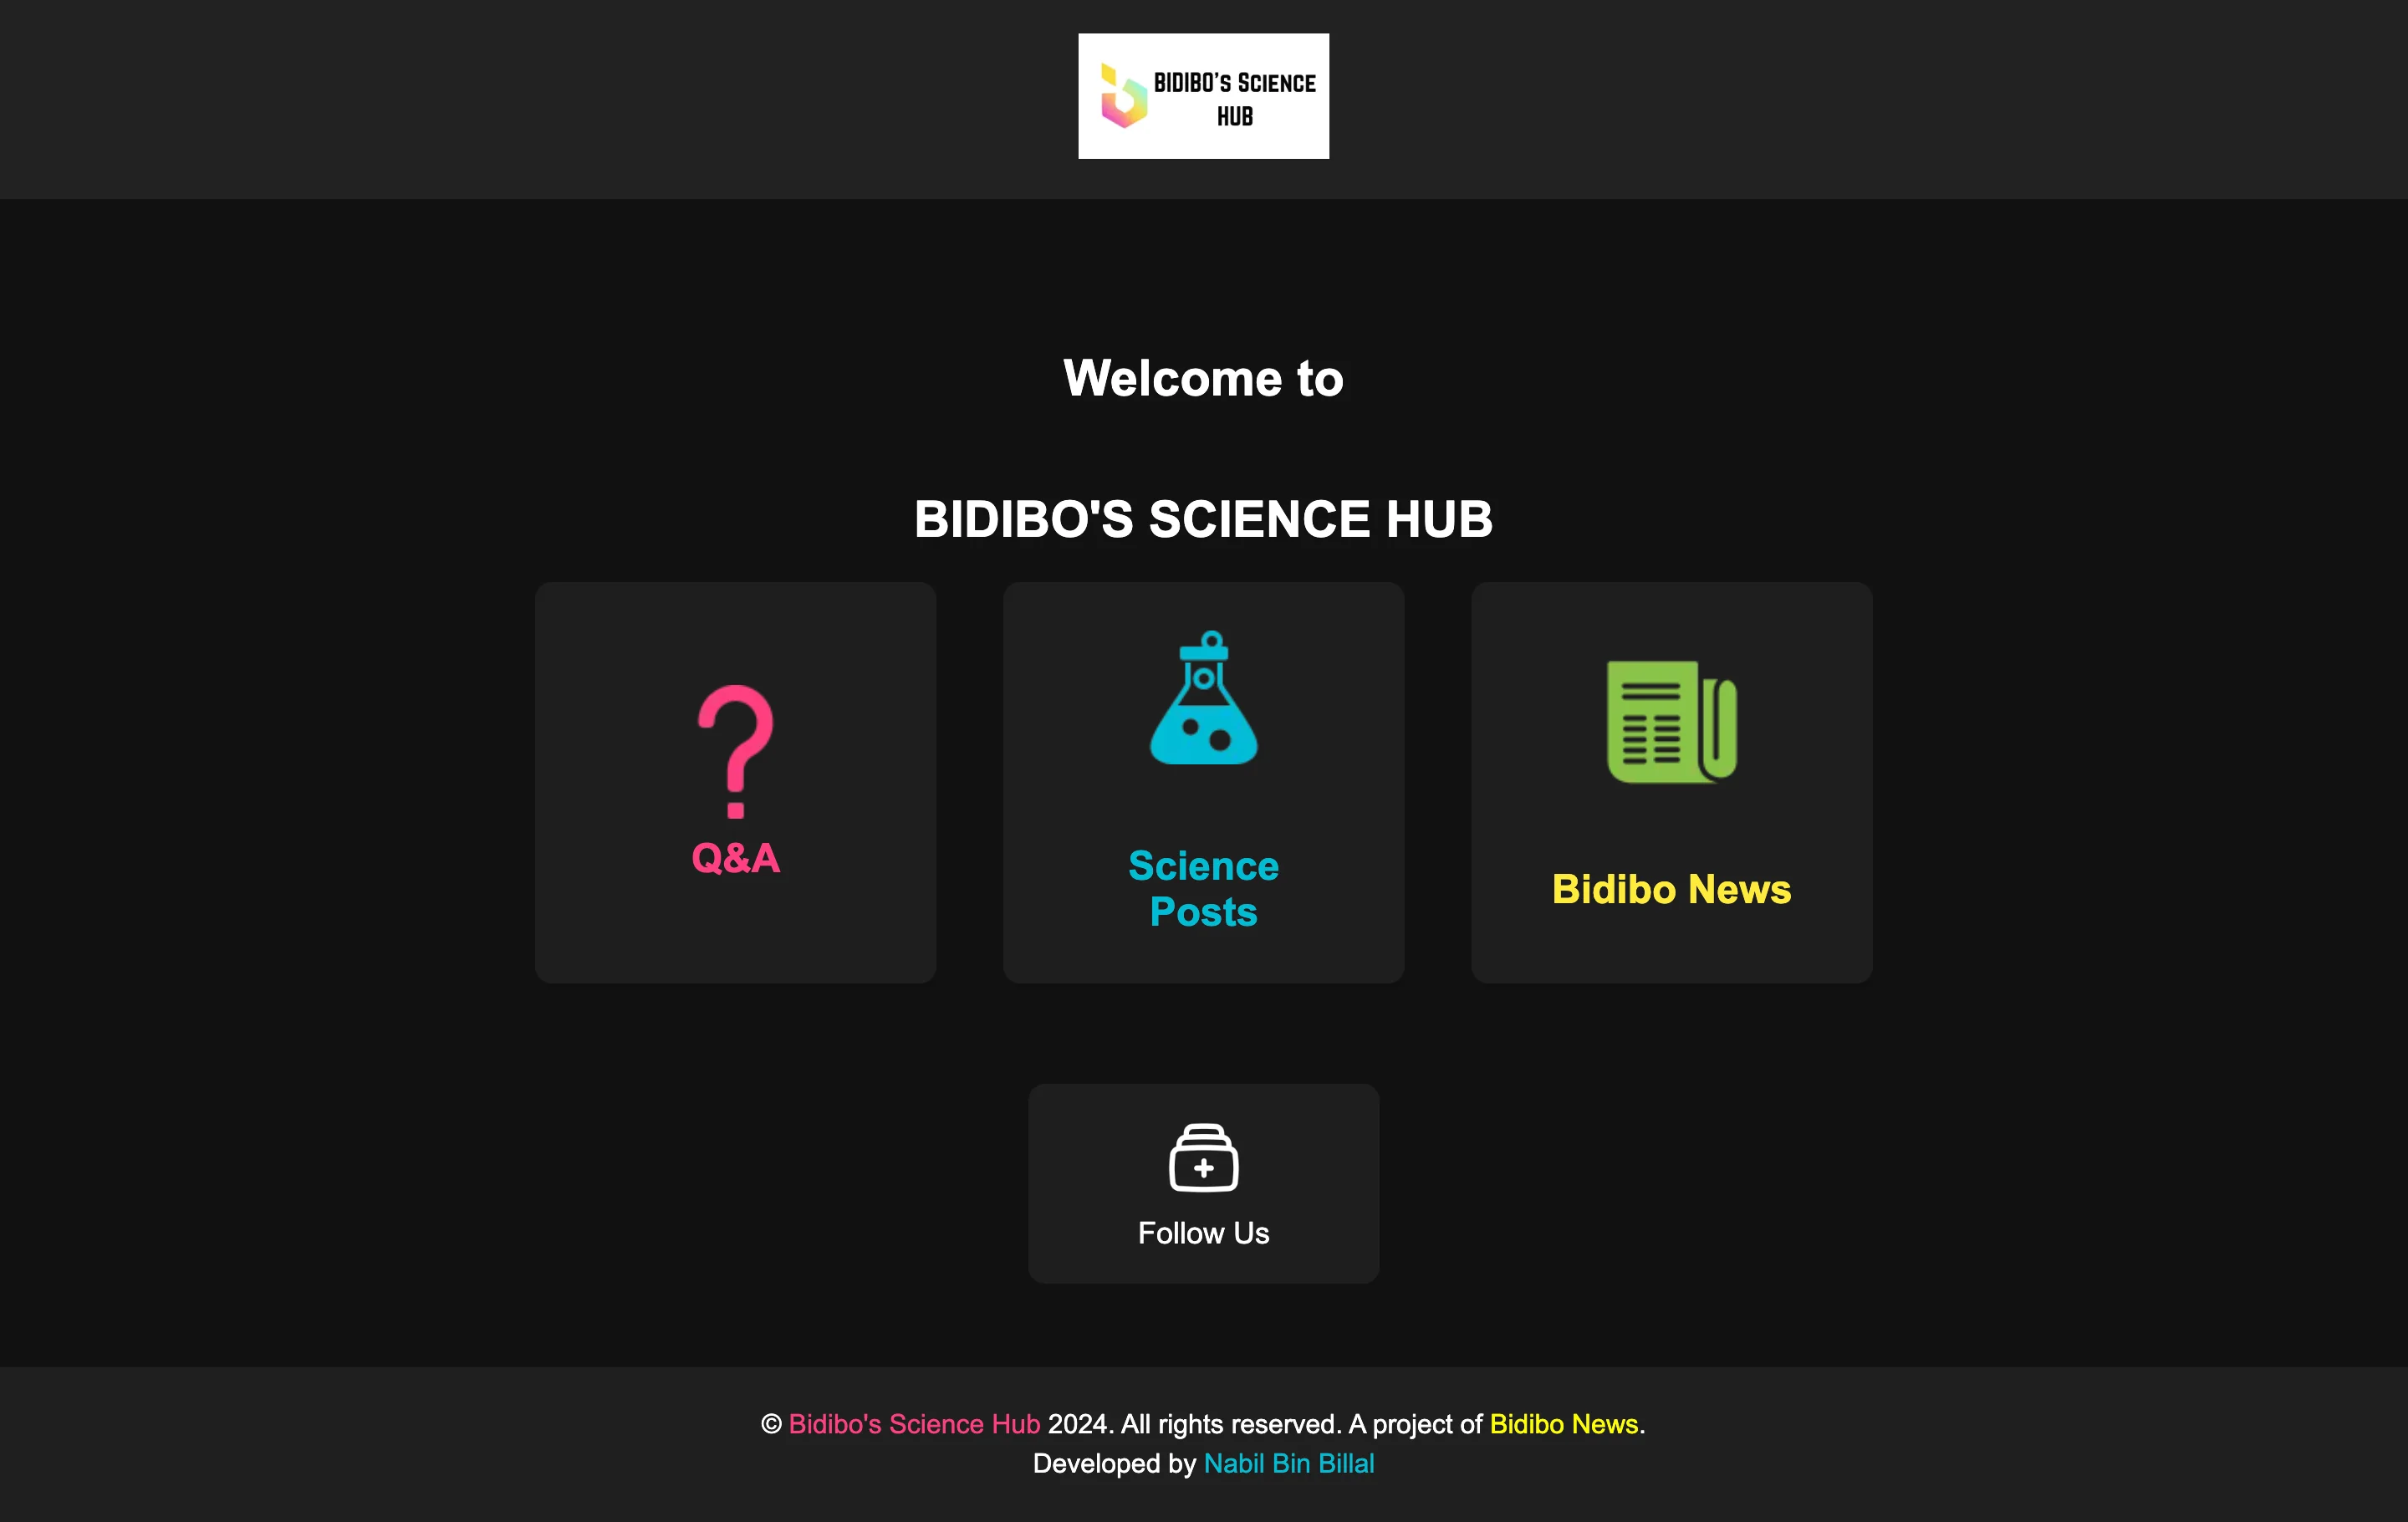 BIDIBO'S SCIENCE
HUB
Welcome to
BIDIBO'S SCIENCE HUB
Q&A
Science
Posts
Bidibo News
Follow Us
© Bidibo's Science Hub 2024. All rights reserved. A project of Bidibo News.
Developed by Nabil Bin Billal